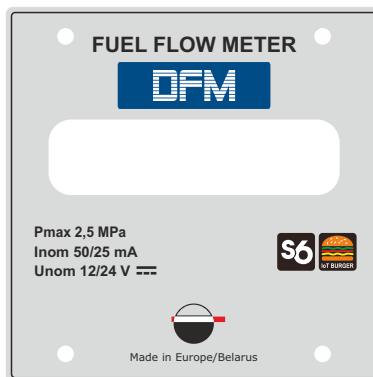 FUEL FLOW METER
DFM
Pmax 2,5 MPa
Inom 50/25 mA
Unom 12/24 V
S6
IoT BURGER
Made in Europe/Belarus